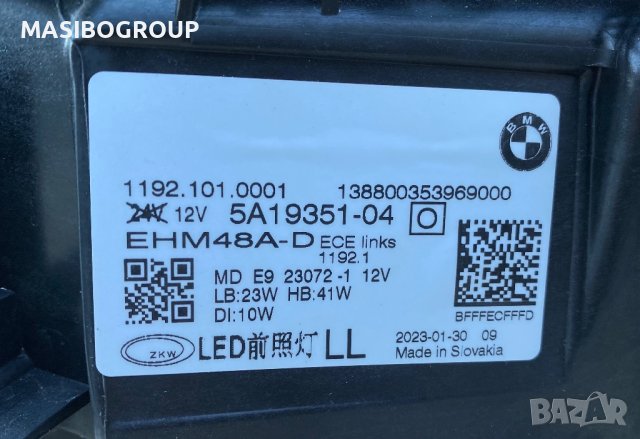 MASIBOGROUP
BMW
1192.101.0001 138800353969000
24V 12V 5A19351-04
EHM48A-D ECE links
1192.1
MD E9 23072-1 12V
LB:23W HB:41W
DI:10W
BFFFECFFFD
ZKW LED前照灯 LL
2023-01-30 09
Made in Slovakia
BAZAR.BG